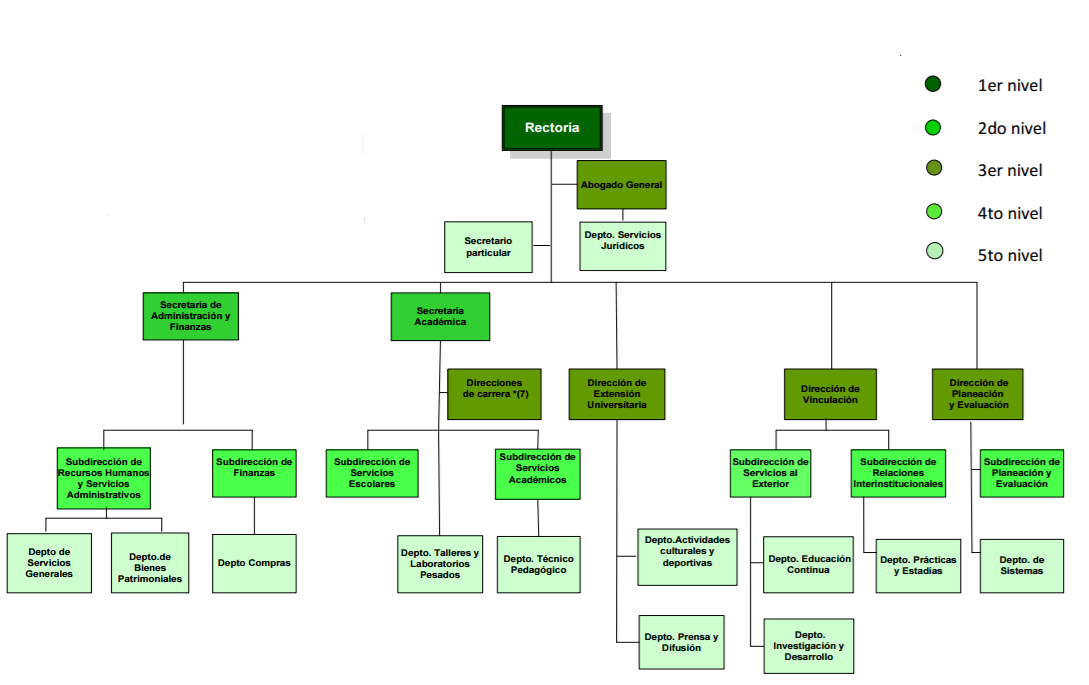 1er nivel
2do nivel
3er nivel
4to nivel
5to nivel
Rectoría
Abogado General
Secretario
particular
Depto. Servicios
Juridicos
Secretaria de
Administración y
Finanzas
Secretaría
Académica
Direcciones
de carrera *(7)
Dirección de
Extensión
Universitaria
Dirección de
Vinculación
Dirección de
Planeación
y Evaluación
Subdirección de
Recursos Humanos
y Servicios
Administrativos
Subdirección de
Finanzas
Subdirección de
Servicios
Escolares
Subdirección de
Servicios
Académicos
Subdirección de
Servicios al
Exterior
Subdirección de
Relaciones
Interinstitucionales
Subdirección de
Planeación y
Evaluación
Depto de
Servicios
Generales
Depto.de
Bienes
Patrimoniales
Depto Compras
Depto. Talleres y
Laboratorios
Pesados
Depto. Técnico
Pedagógico
Depto.Actividades
culturales y
deportivas
Depto. Educación
Continua
Depto. Prácticas
y Estadías
Depto. de
Sistemas
Depto. Prensa y
Difusión
Depto.
Investigación y
Desarrollo